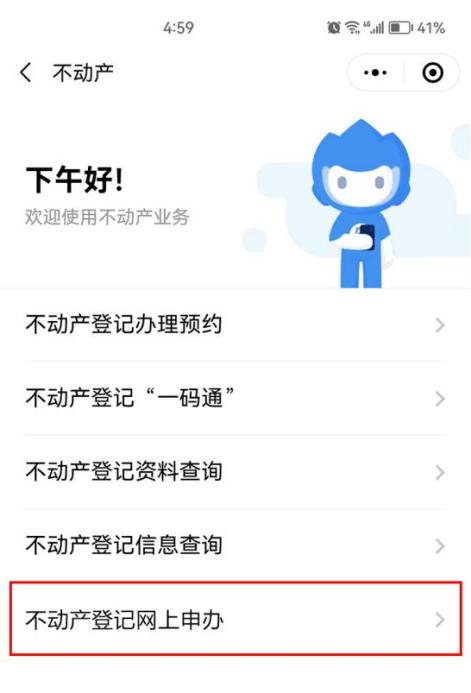 4:59
41%
不动产
下午好!
欢迎使用不动产业务
不动产登记办理预约
不动产登记“一码通”
不动产登记资料查询
不动产登记信息查询
不动产登记网上申办